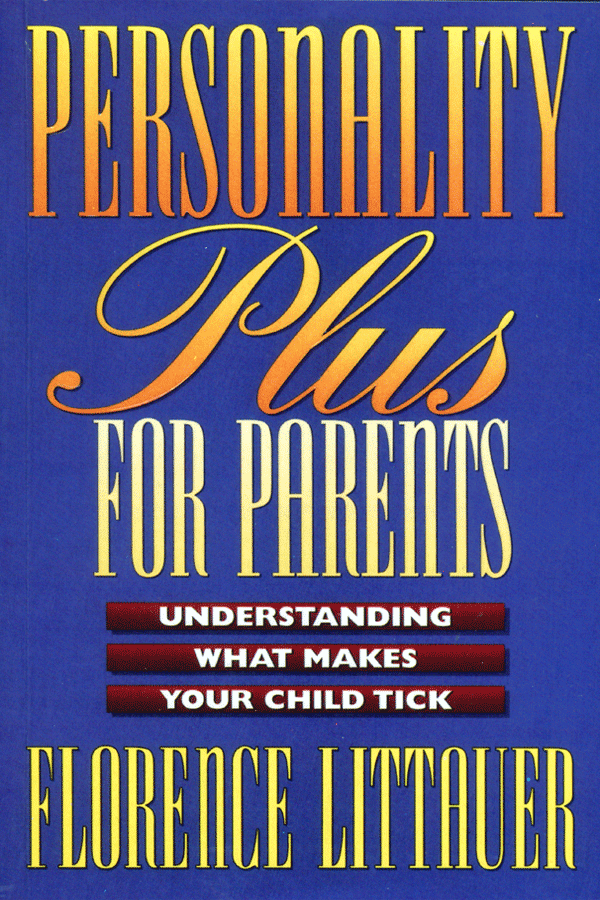 PERSONALITY
Plus
FOR PARENTS
UNDERSTANDING
WHAT MAKES
YOUR CHILD TICK
FLORENCE LITTAUER